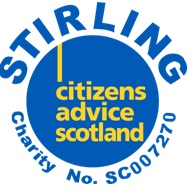 STIRLING
citizens
advice
scotland
Charity No. SC007270